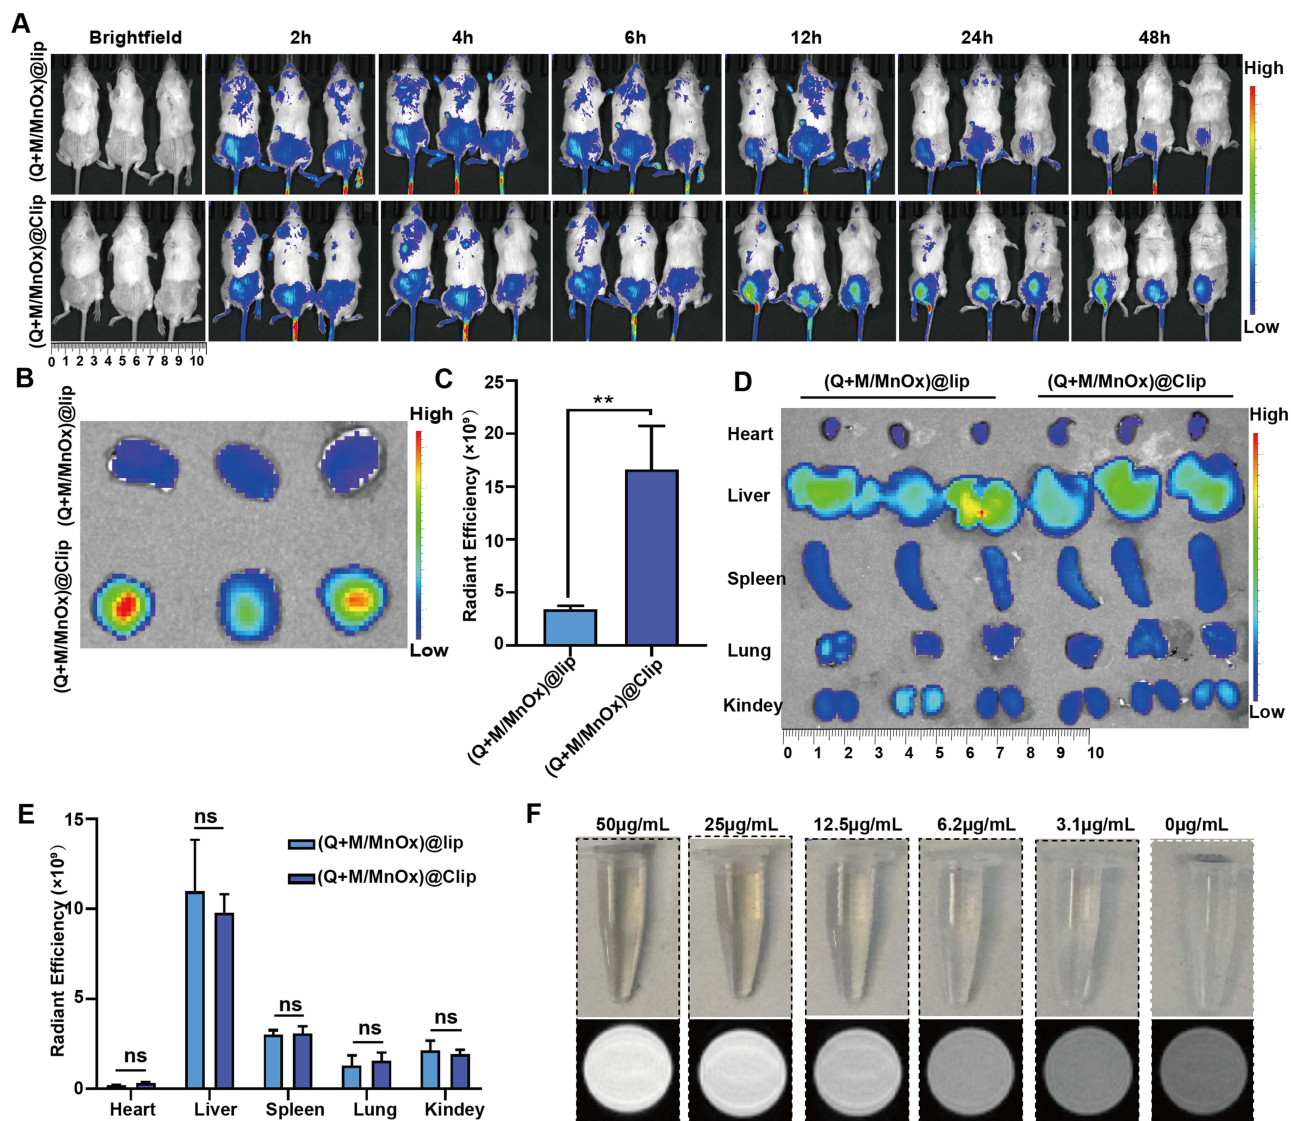 A
Brightfield 2h 4h 6h 12h 24h 48h
(Q+M/MnOx)@lip
(Q+M/MnOx)@Clip
High
Low
0 1 2 3 4 5 6 7 8 9 10
B
(Q+M/MnOx)@lip
(Q+M/MnOx)@Clip
High
Low
C
Radiant Efficiency (×10⁹)
25
20
15
10
5
0
**
(Q+M/MnOx)@lip
(Q+M/MnOx)@Clip
D
(Q+M/MnOx)@lip (Q+M/MnOx)@Clip
Heart
Liver
Spleen
Lung
Kindey
High
Low
0 1 2 3 4 5 6 7 8 9 10
E
Radiant Efficiency (×10⁹)
15
10
5
0
ns ns ns ns ns
(Q+M/MnOx)@lip
(Q+M/MnOx)@Clip
Heart Liver Spleen Lung Kindey
F
50μg/mL 25μg/mL 12.5μg/mL 6.2μg/mL 3.1μg/mL 0μg/mL